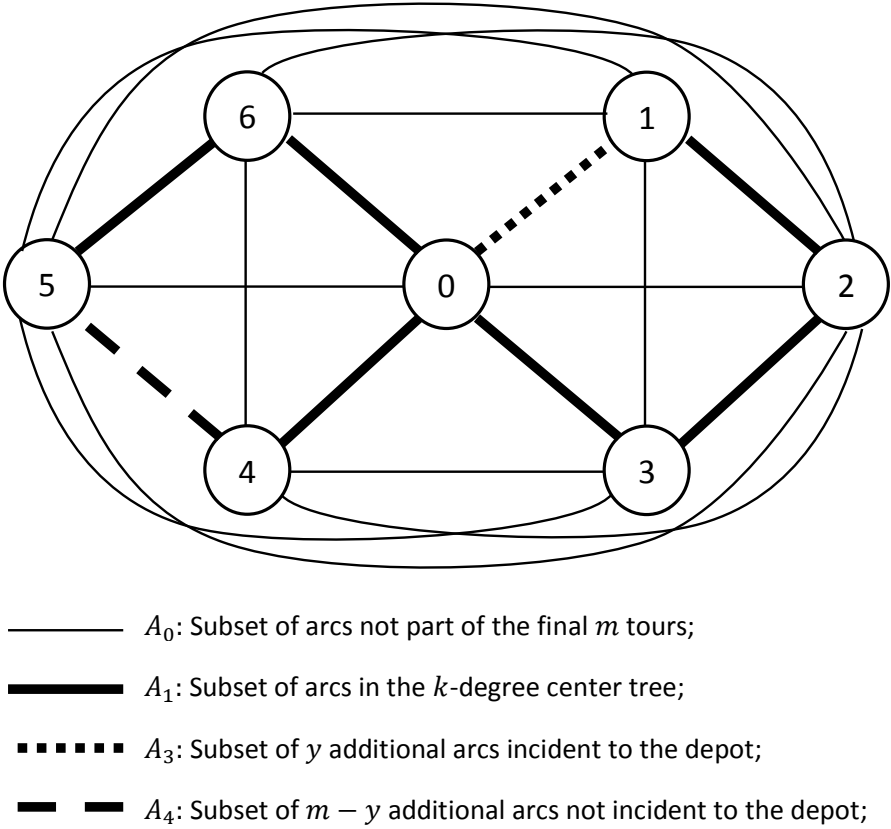 6
1
5
0
2
4
3
A₀: Subset of arcs not part of the final m tours;
A₁: Subset of arcs in the k-degree center tree;
A₃: Subset of y additional arcs incident to the depot;
A₄: Subset of m − y additional arcs not incident to the depot;